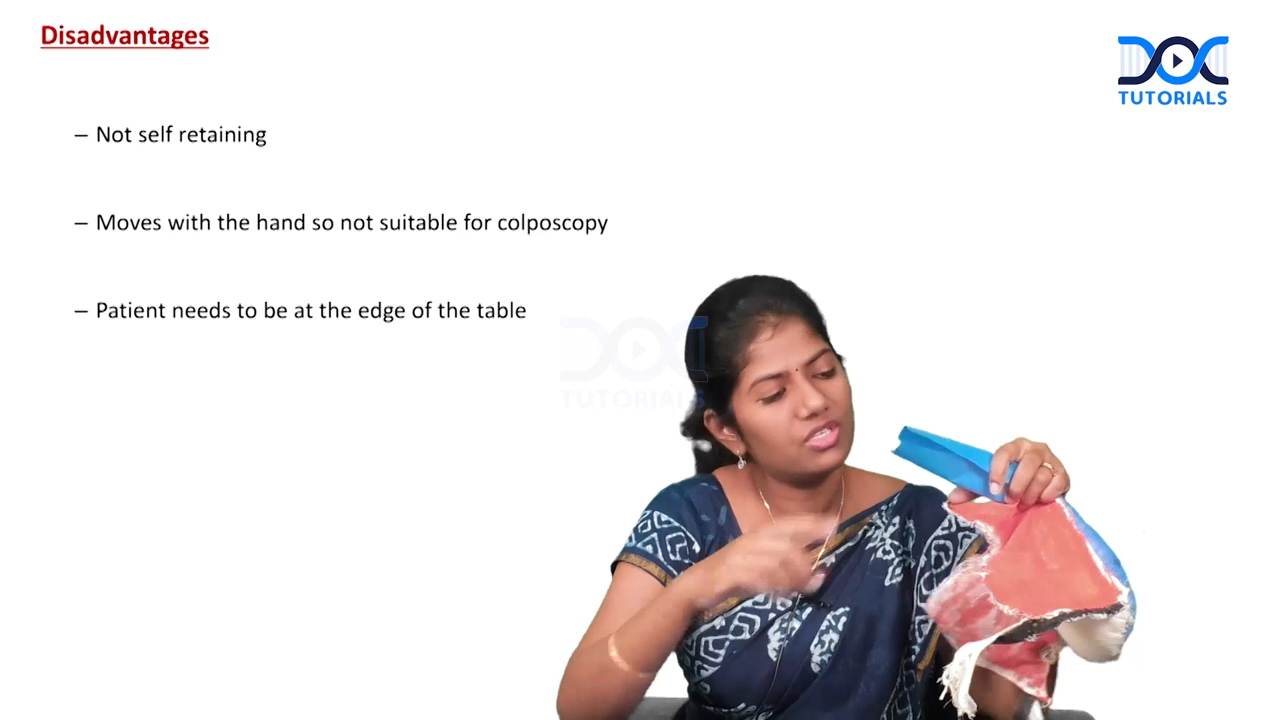 Disadvantages
TUTORIALS
– Not self retaining
– Moves with the hand so not suitable for colposcopy
– Patient needs to be at the edge of the table
TUTORIALS